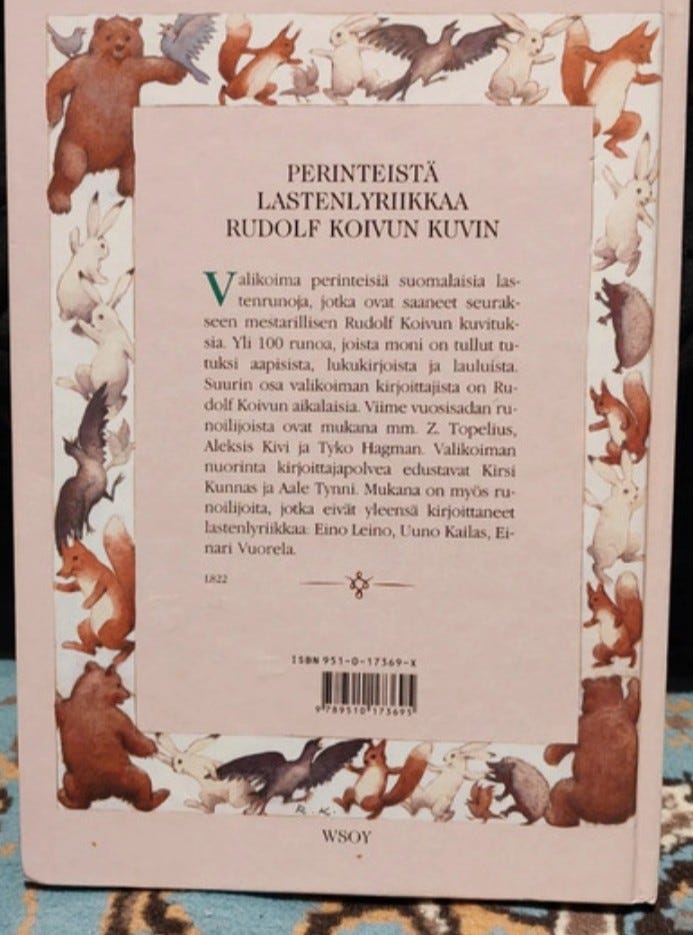 PERINTEISTÄ
LASTENLYRIIKKAA
RUDOLF KOIVUN KUVIN
Valikoima perinteisiä suomalaisia las-
tenrunoja, jotka ovat saaneet seurak-
seen mestarillisen Rudolf Koivun kuvituk-
sia. Yli 100 runoa, joista moni on tullut tu-
tuksi aapisista, lukukirjoista ja lauluista.
Suurin osa valikoiman kirjoittajista on Ru-
dolf Koivun aikalaisia. Viime vuosisadan ru-
noilijoista ovat mukana mm. Z. Topelius,
Aleksis Kivi ja Tyko Hagman. Valikoiman
nuorinta kirjoittajapolvea edustavat Kirsi
Kunnas ja Aale Tynni. Mukana on myös ru-
noilijoita, jotka eivät yleensä kirjoittaneet
lastenlyriikkaa: Eino Leino, Uuno Kailas, Ei-
nari Vuorela.
1822
ISBN 951-0-17369-X
9789510173695
R. K.
WSOY